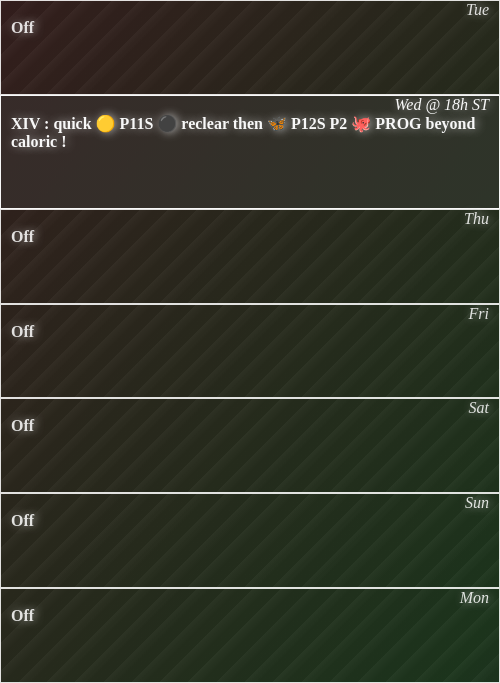 Tue
Off
Wed @ 18h ST
XIV : quick 🟡 P11S ⚫ reclear then 🦋 P12S P2 🐙 PROG beyond
caloric !
Thu
Off
Fri
Off
Sat
Off
Sun
Off
Mon
Off